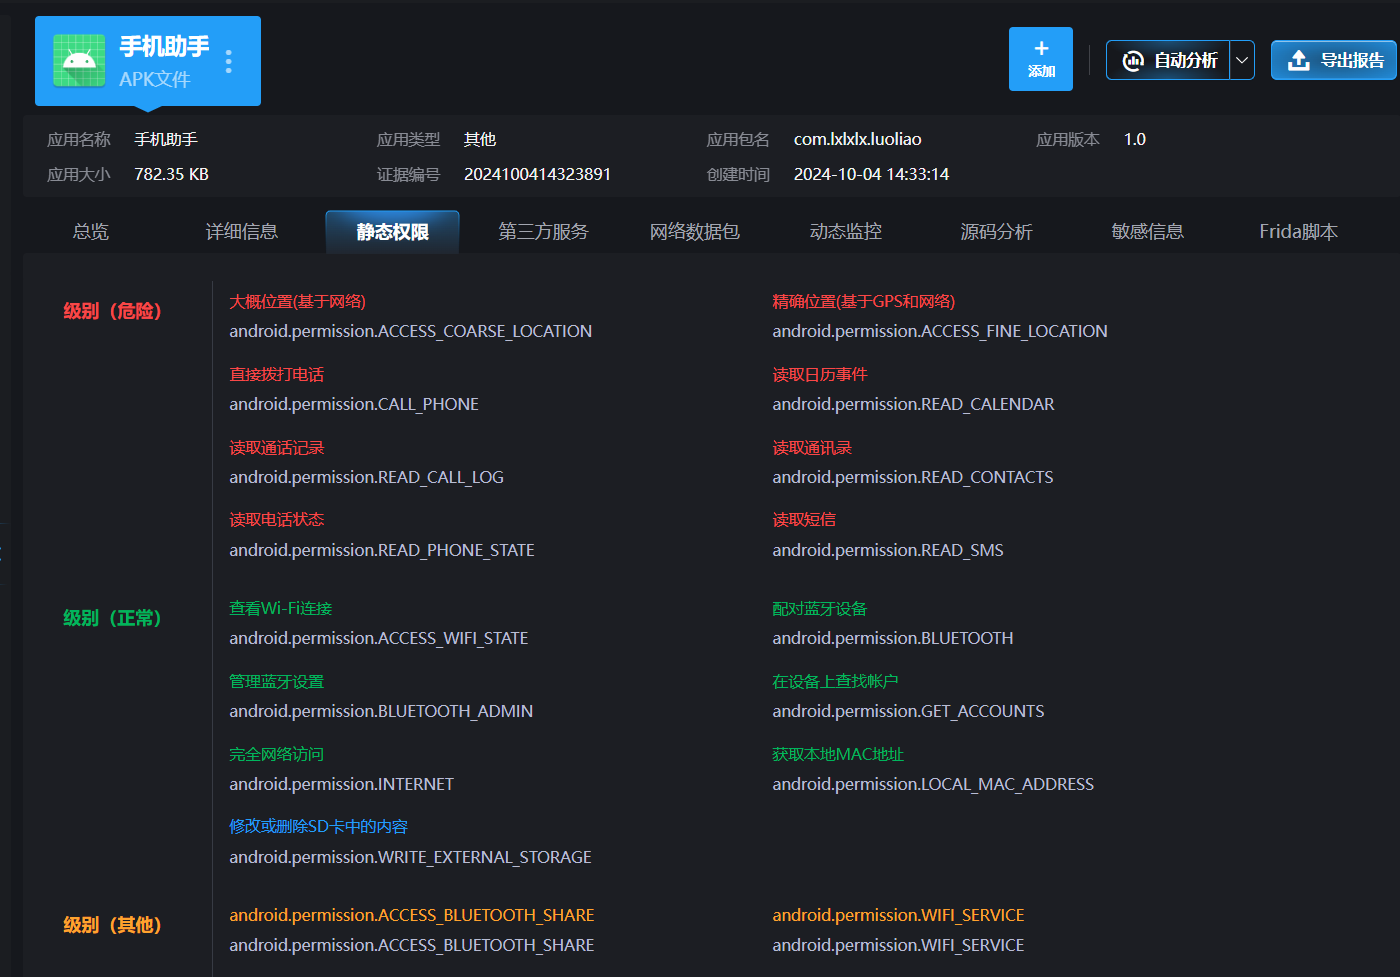 手机助手
APK文件
添加
自动分析
导出报告
应用名称 手机助手 应用类型 其他 应用包名 com.lxlxlx.luoliao 应用版本 1.0
应用大小 782.35 KB 证据编号 2024100414323891 创建时间 2024-10-04 14:33:14
总览 详细信息 静态权限 第三方服务 网络数据包 动态监控 源码分析 敏感信息 Frida脚本
级别（危险）
大概位置(基于网络) 精确位置(基于GPS和网络)
android.permission.ACCESS_COARSE_LOCATION android.permission.ACCESS_FINE_LOCATION
直接拨打电话 读取日历事件
android.permission.CALL_PHONE android.permission.READ_CALENDAR
读取通话记录 读取通讯录
android.permission.READ_CALL_LOG android.permission.READ_CONTACTS
读取电话状态 读取短信
android.permission.READ_PHONE_STATE android.permission.READ_SMS
级别（正常）
查看Wi-Fi连接 配对蓝牙设备
android.permission.ACCESS_WIFI_STATE android.permission.BLUETOOTH
管理蓝牙设置 在设备上查找帐户
android.permission.BLUETOOTH_ADMIN android.permission.GET_ACCOUNTS
完全网络访问 获取本地MAC地址
android.permission.INTERNET android.permission.LOCAL_MAC_ADDRESS
修改或删除SD卡中的内容
android.permission.WRITE_EXTERNAL_STORAGE
级别（其他）
android.permission.ACCESS_BLUETOOTH_SHARE android.permission.WIFI_SERVICE
android.permission.ACCESS_BLUETOOTH_SHARE android.permission.WIFI_SERVICE